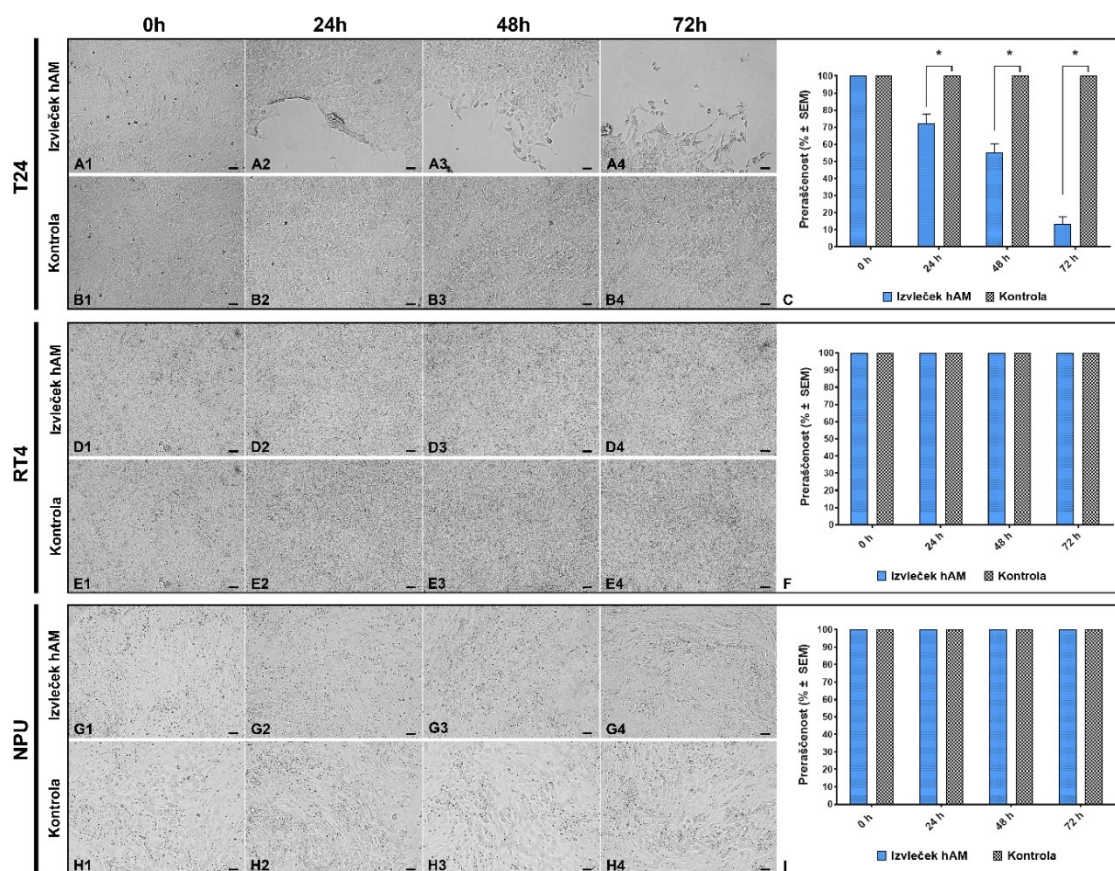 0h 24h 48h 72h
T24
Izvleček hAM
A1 A2 A3 A4
Kontrola
B1 B2 B3 B4
Preraščenost (% ± SEM)
* * *
100
90
80
70
60
50
40
30
20
10
0
0 h 24 h 48 h 72 h
C
Izvleček hAM Kontrola
RT4
Izvleček hAM
D1 D2 D3 D4
Kontrola
E1 E2 E3 E4
Preraščenost (% ± SEM)
100
90
80
70
60
50
40
30
20
10
0
0 h 24 h 48 h 72 h
F
Izvleček hAM Kontrola
NPU
Izvleček hAM
G1 G2 G3 G4
Kontrola
H1 H2 H3 H4
Preraščenost (% ± SEM)
100
90
80
70
60
50
40
30
20
10
0
0 h 24 h 48 h 72 h
I
Izvleček hAM Kontrola